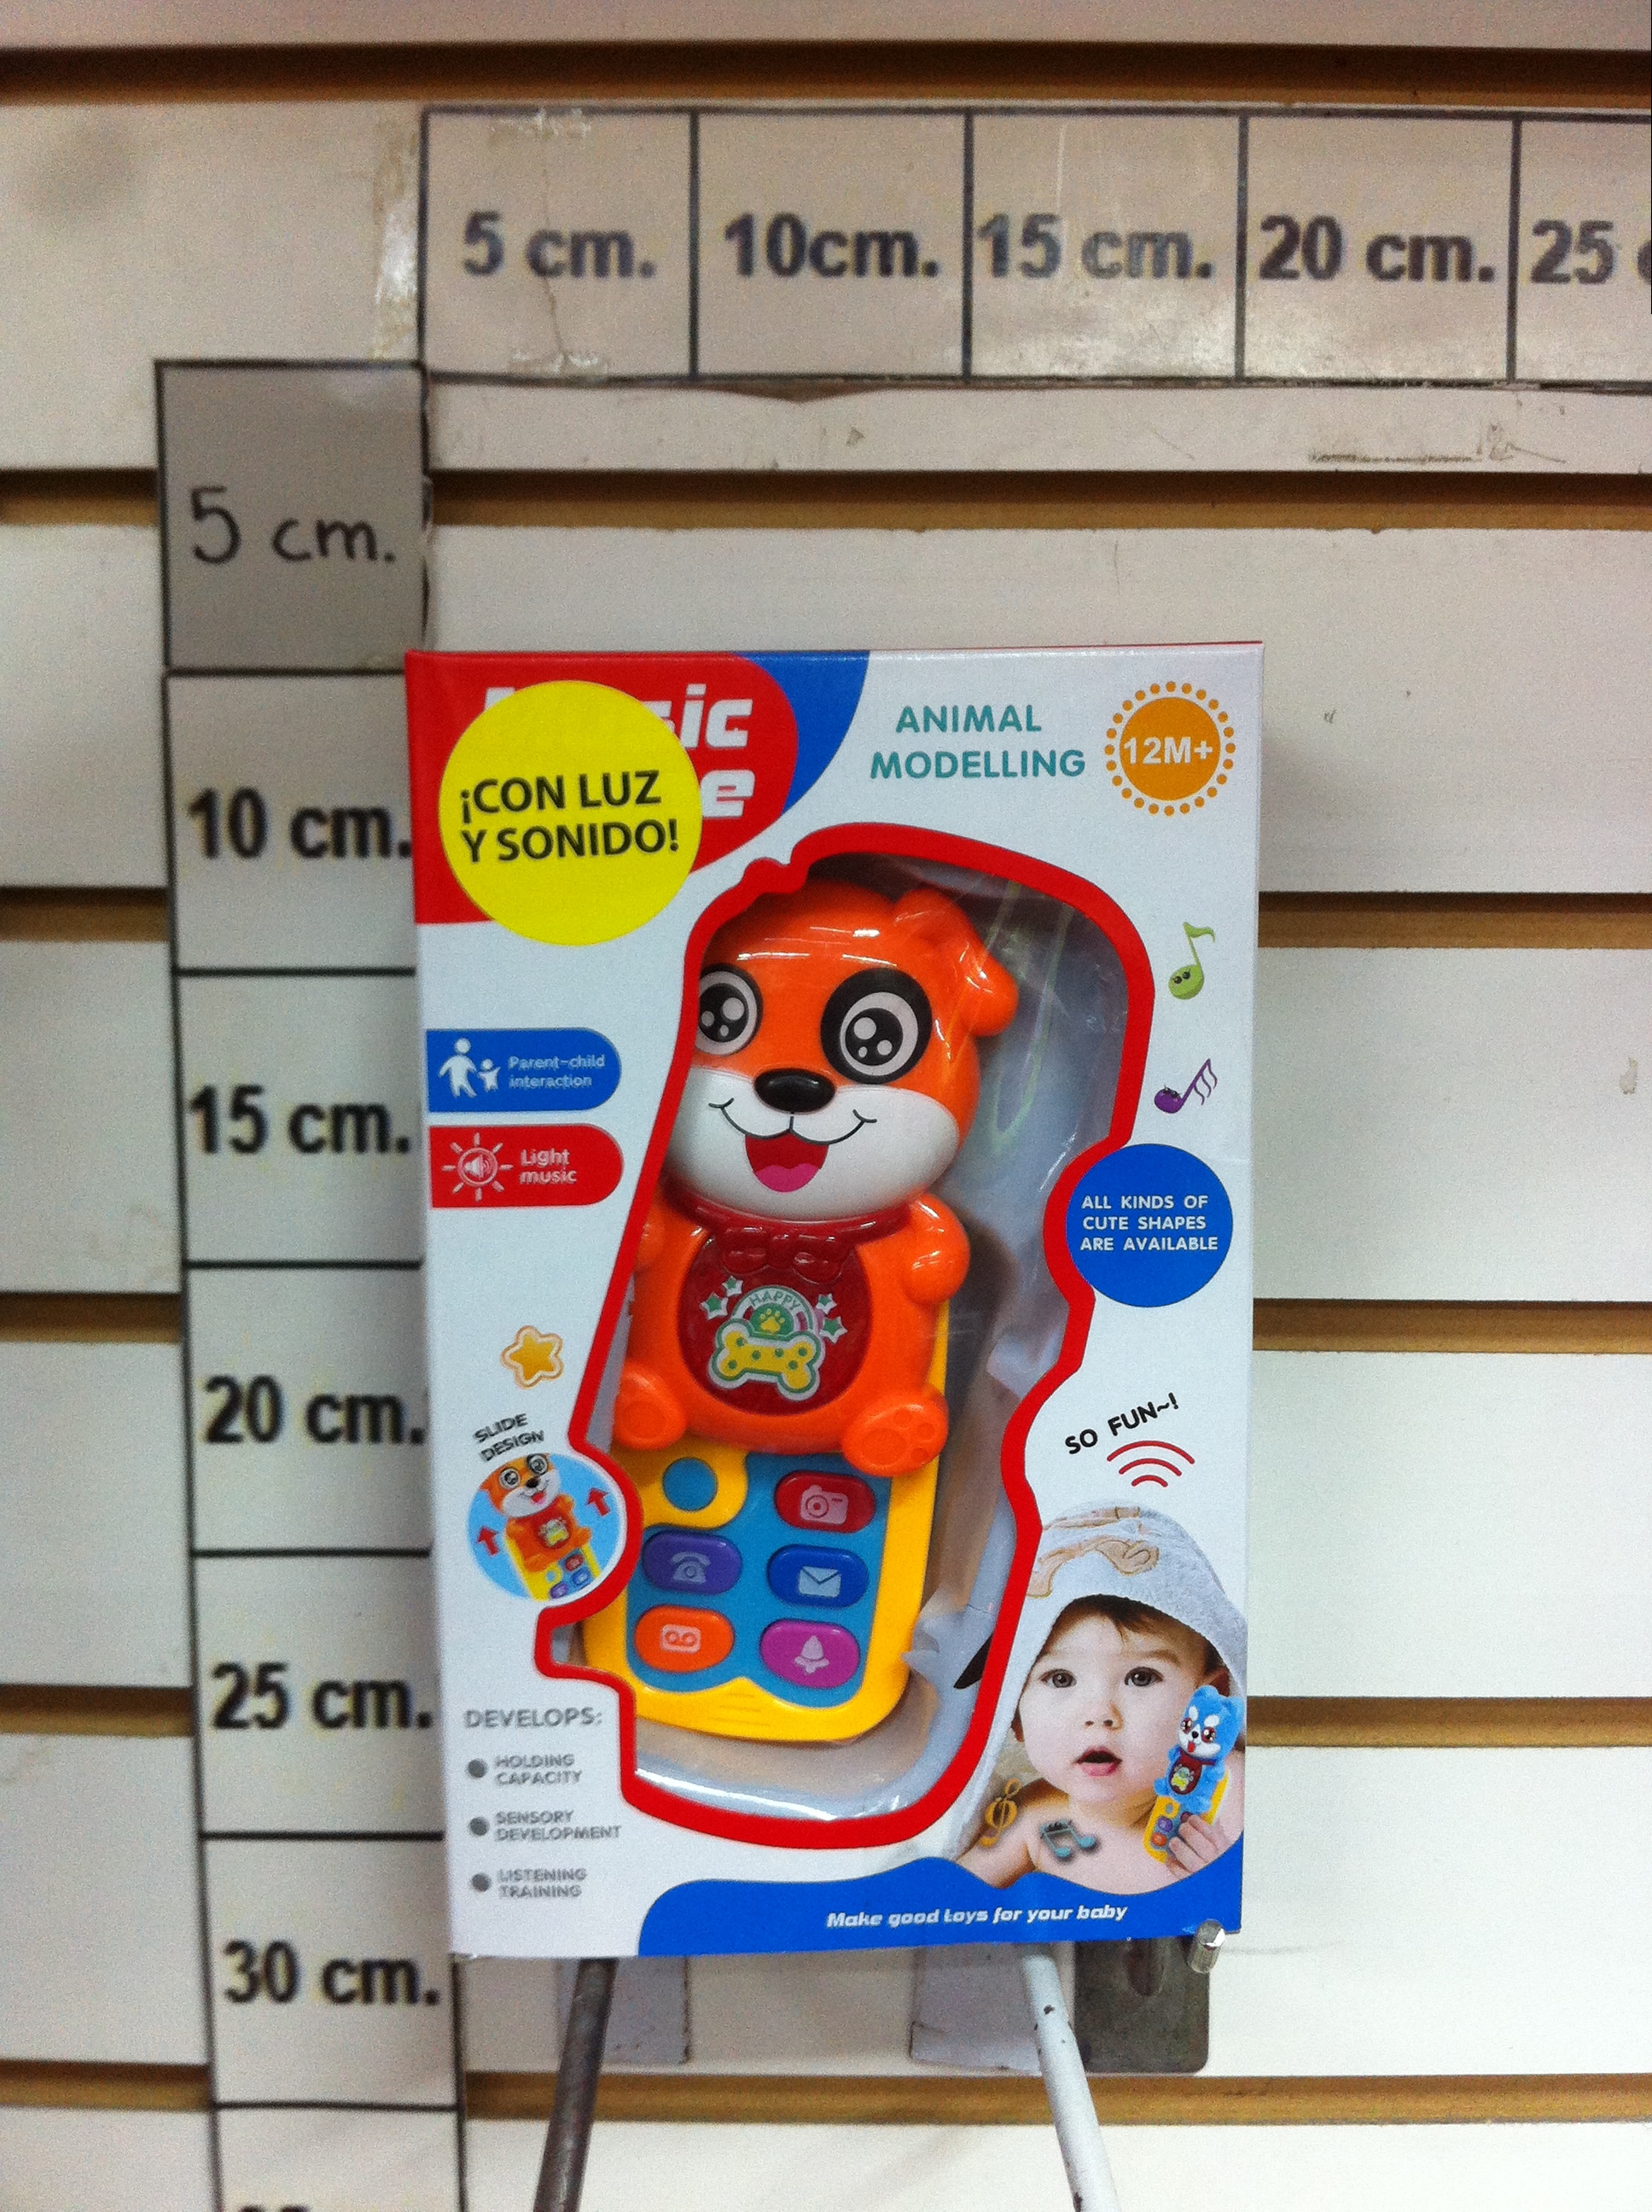 5 cm.
10cm.
15 cm.
20 cm.
25
5 cm.
10 cm.
15 cm.
20 cm.
25 cm.
30 cm.
¡CON LUZ
Y SONIDO!
ANIMAL
MODELLING
12M+
Parent-child
interaction
Light
music
HAPPY
ALL KINDS OF
CUTE SHAPES
ARE AVAILABLE
SLIDE
DESIGN
SO FUN~!
DEVELOPS:
HOLDING
CAPACITY
SENSORY
DEVELOPMENT
LISTENING
TRAINING
Make good toys for your baby